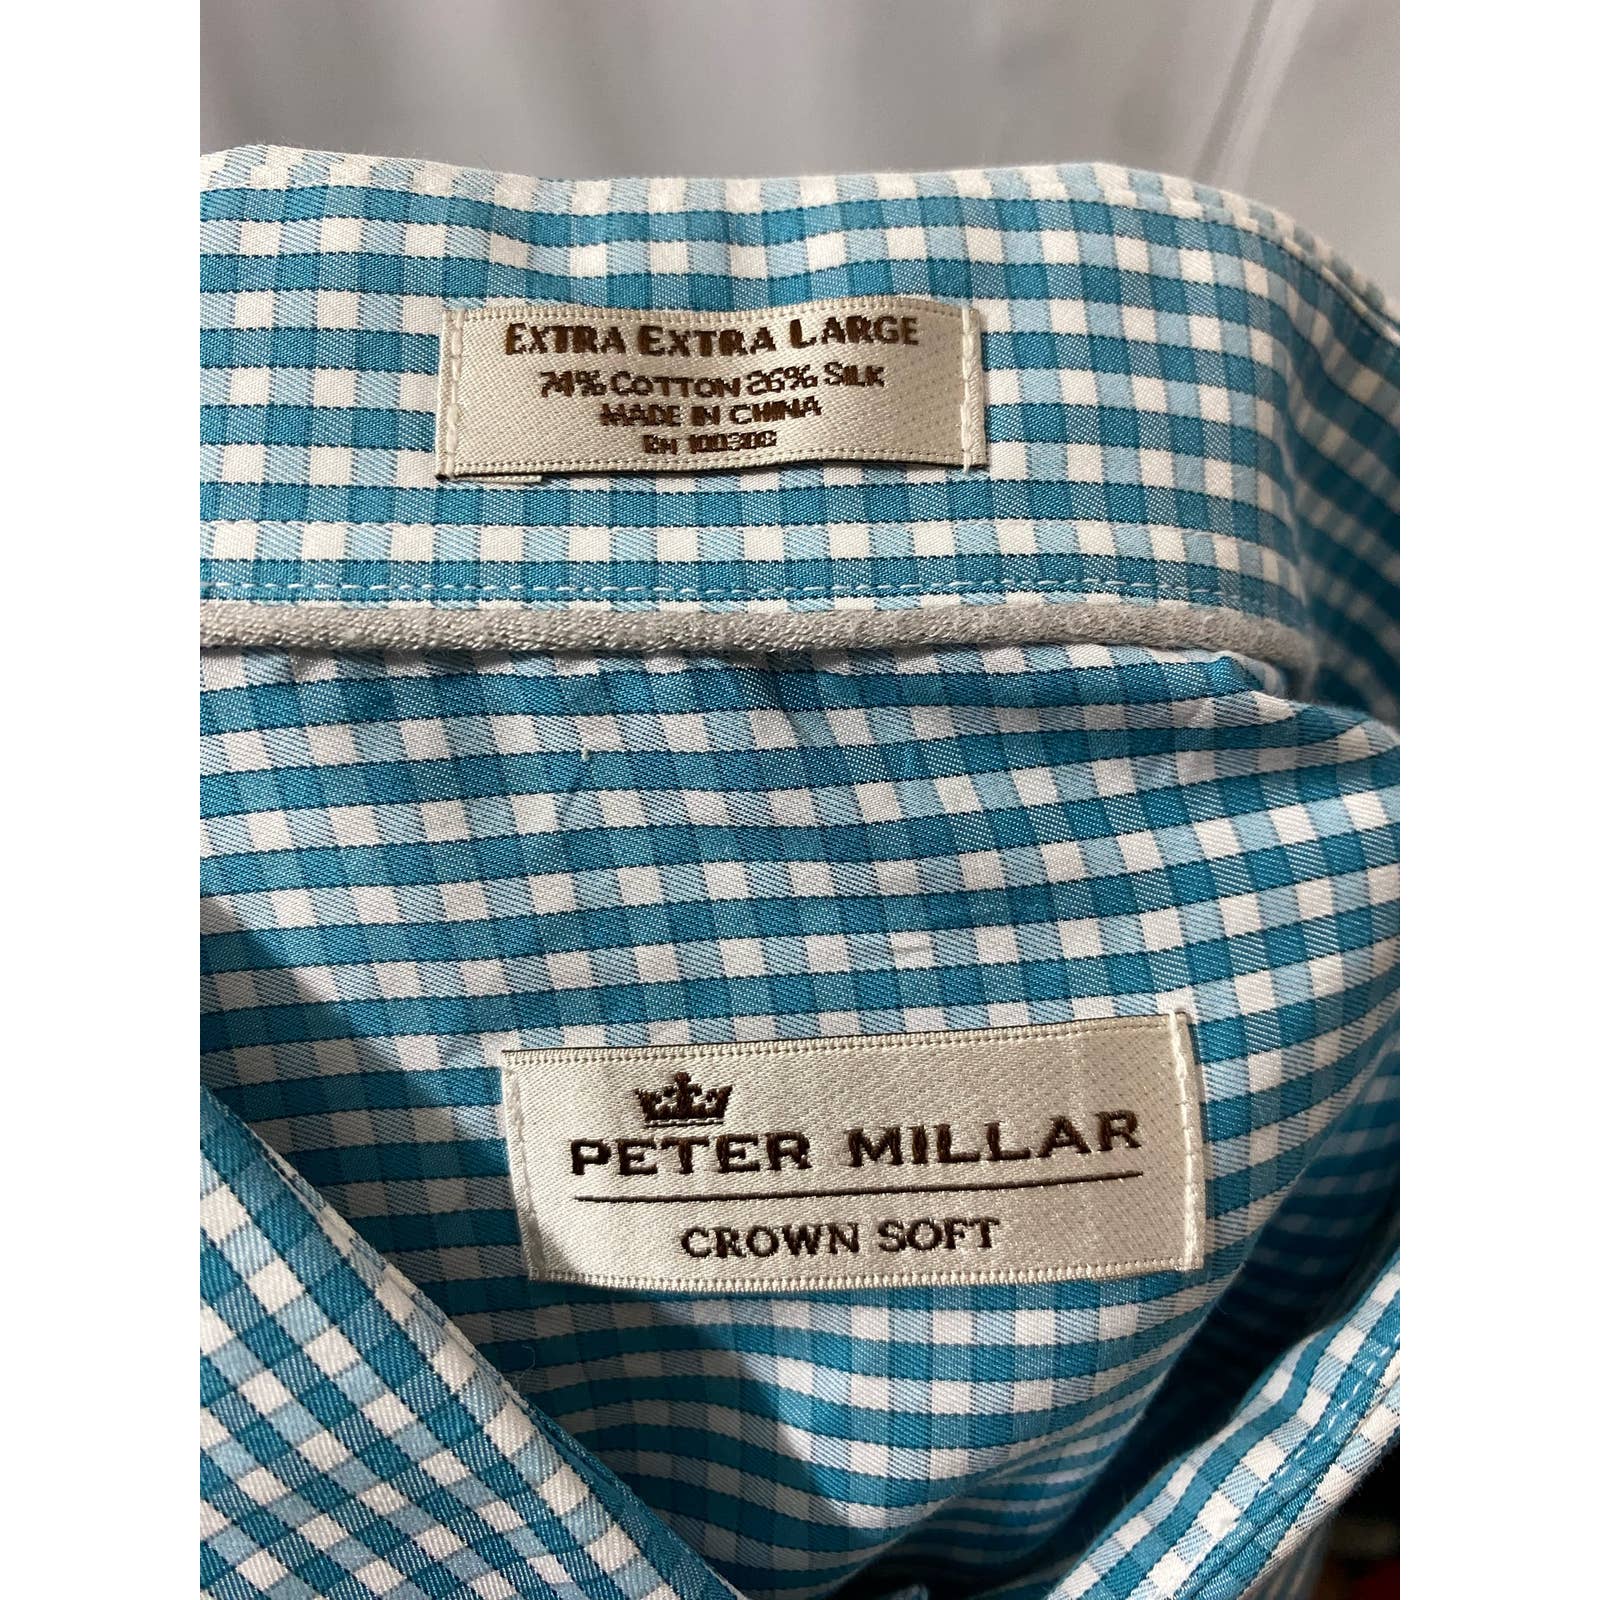 EXTRA EXTRA LARGE
74% COTTON 26% SILK
MADE IN CHINA
PETER MILLAR
CROWN SOFT